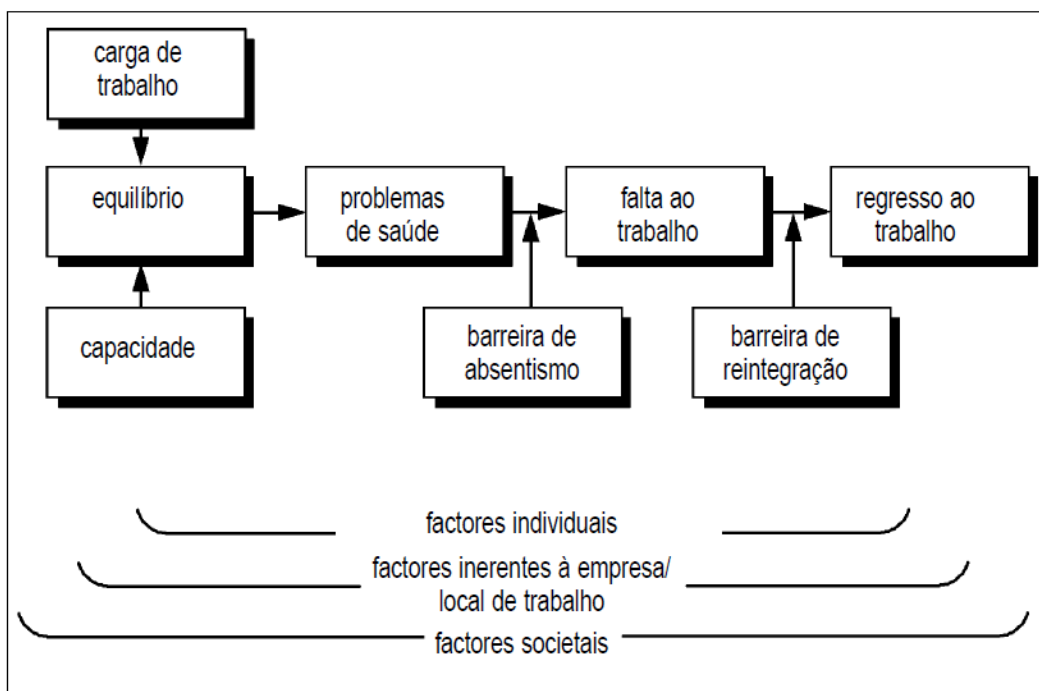 carga de
trabalho
equilíbrio
problemas
de saúde
falta ao
trabalho
regresso ao
trabalho
capacidade
barreira de
absentismo
barreira de
reintegração
factores individuais
factores inerentes à empresa/
local de trabalho
factores societais